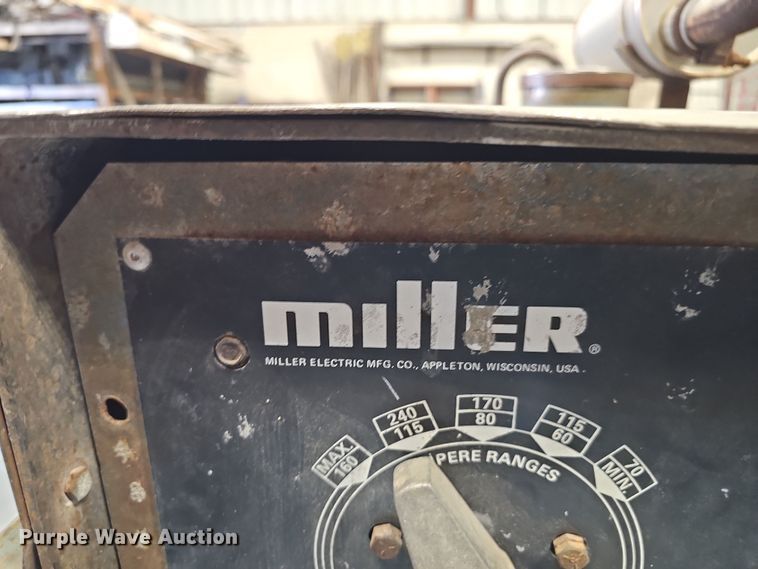 miller®
MILLER ELECTRIC MFG. CO., APPLETON, WISCONSIN, USA.
MAX. 240 170 115 70
160 115 80 60 MIN.
PERE RANGES
Purple Wave Auction